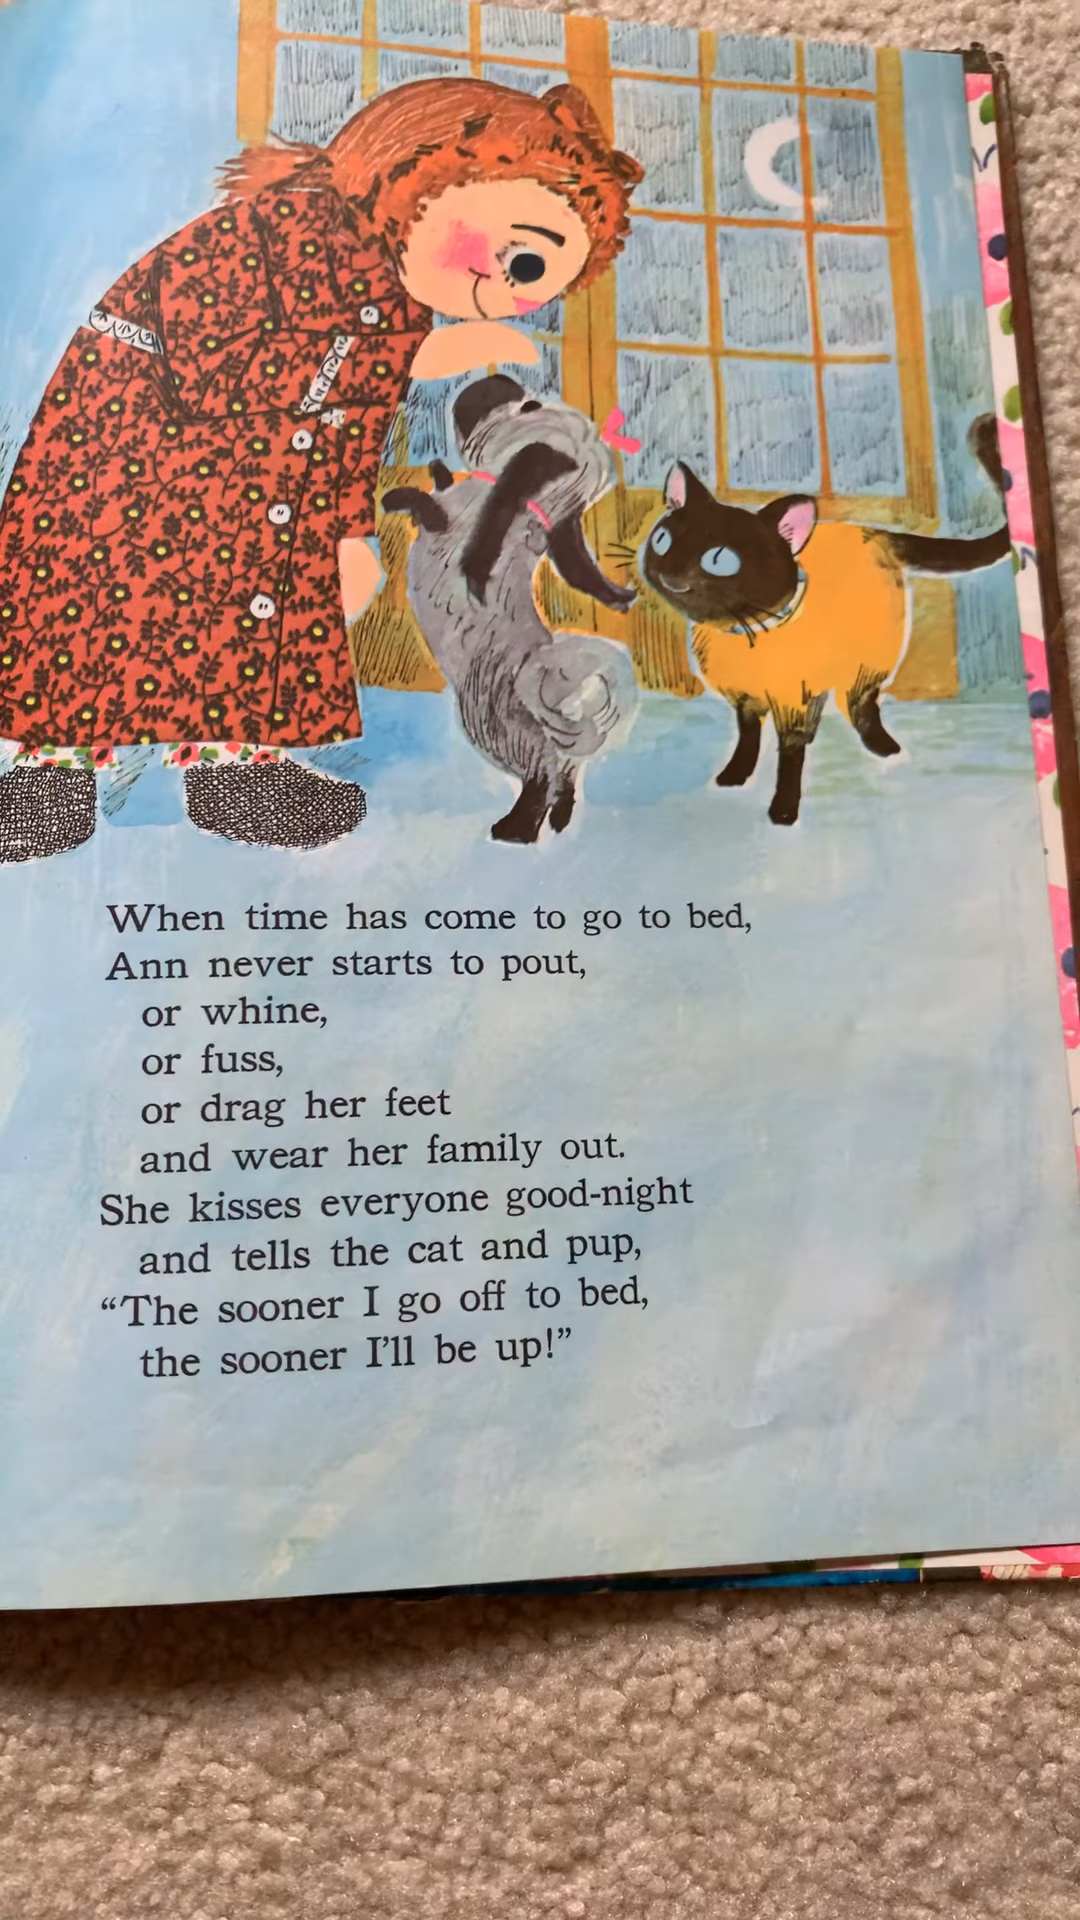 When time has come to go to bed,
Ann never starts to pout,
or whine,
or fuss,
or drag her feet
and wear her family out.
She kisses everyone good-night
and tells the cat and pup,
“The sooner I go off to bed,
the sooner I’ll be up!”